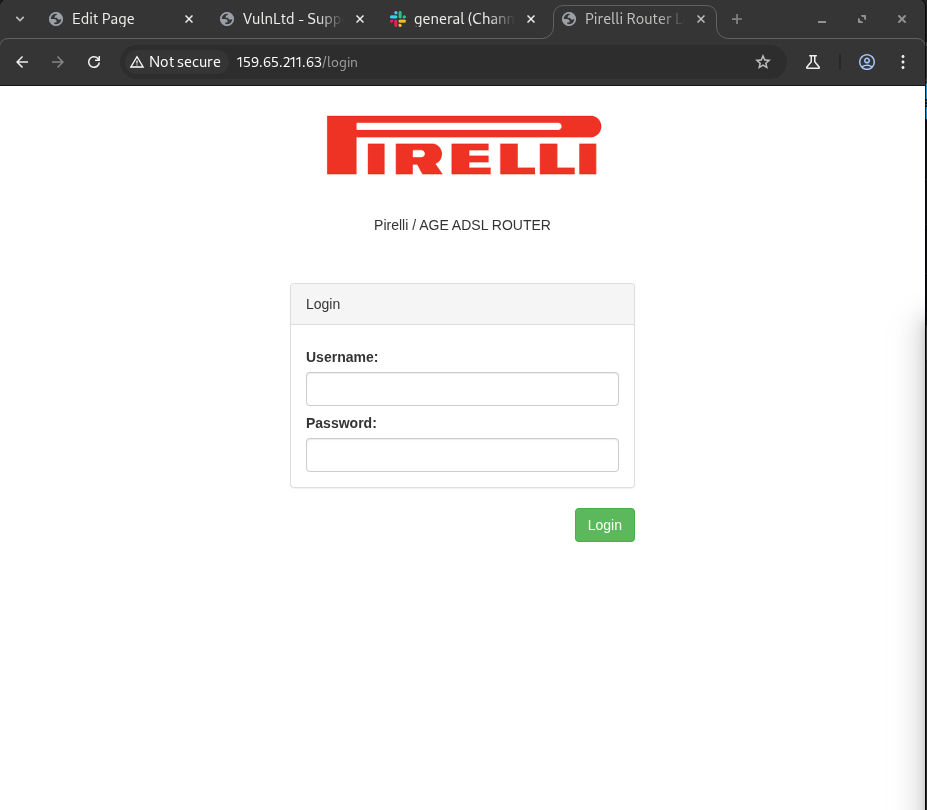 Edit Page
VulnLtd - Supp
general (Chann
Pirelli Router L
Not secure
159.65.211.63/login
PIRELLI
Pirelli / AGE ADSL ROUTER
Login
Username:
Password:
Login